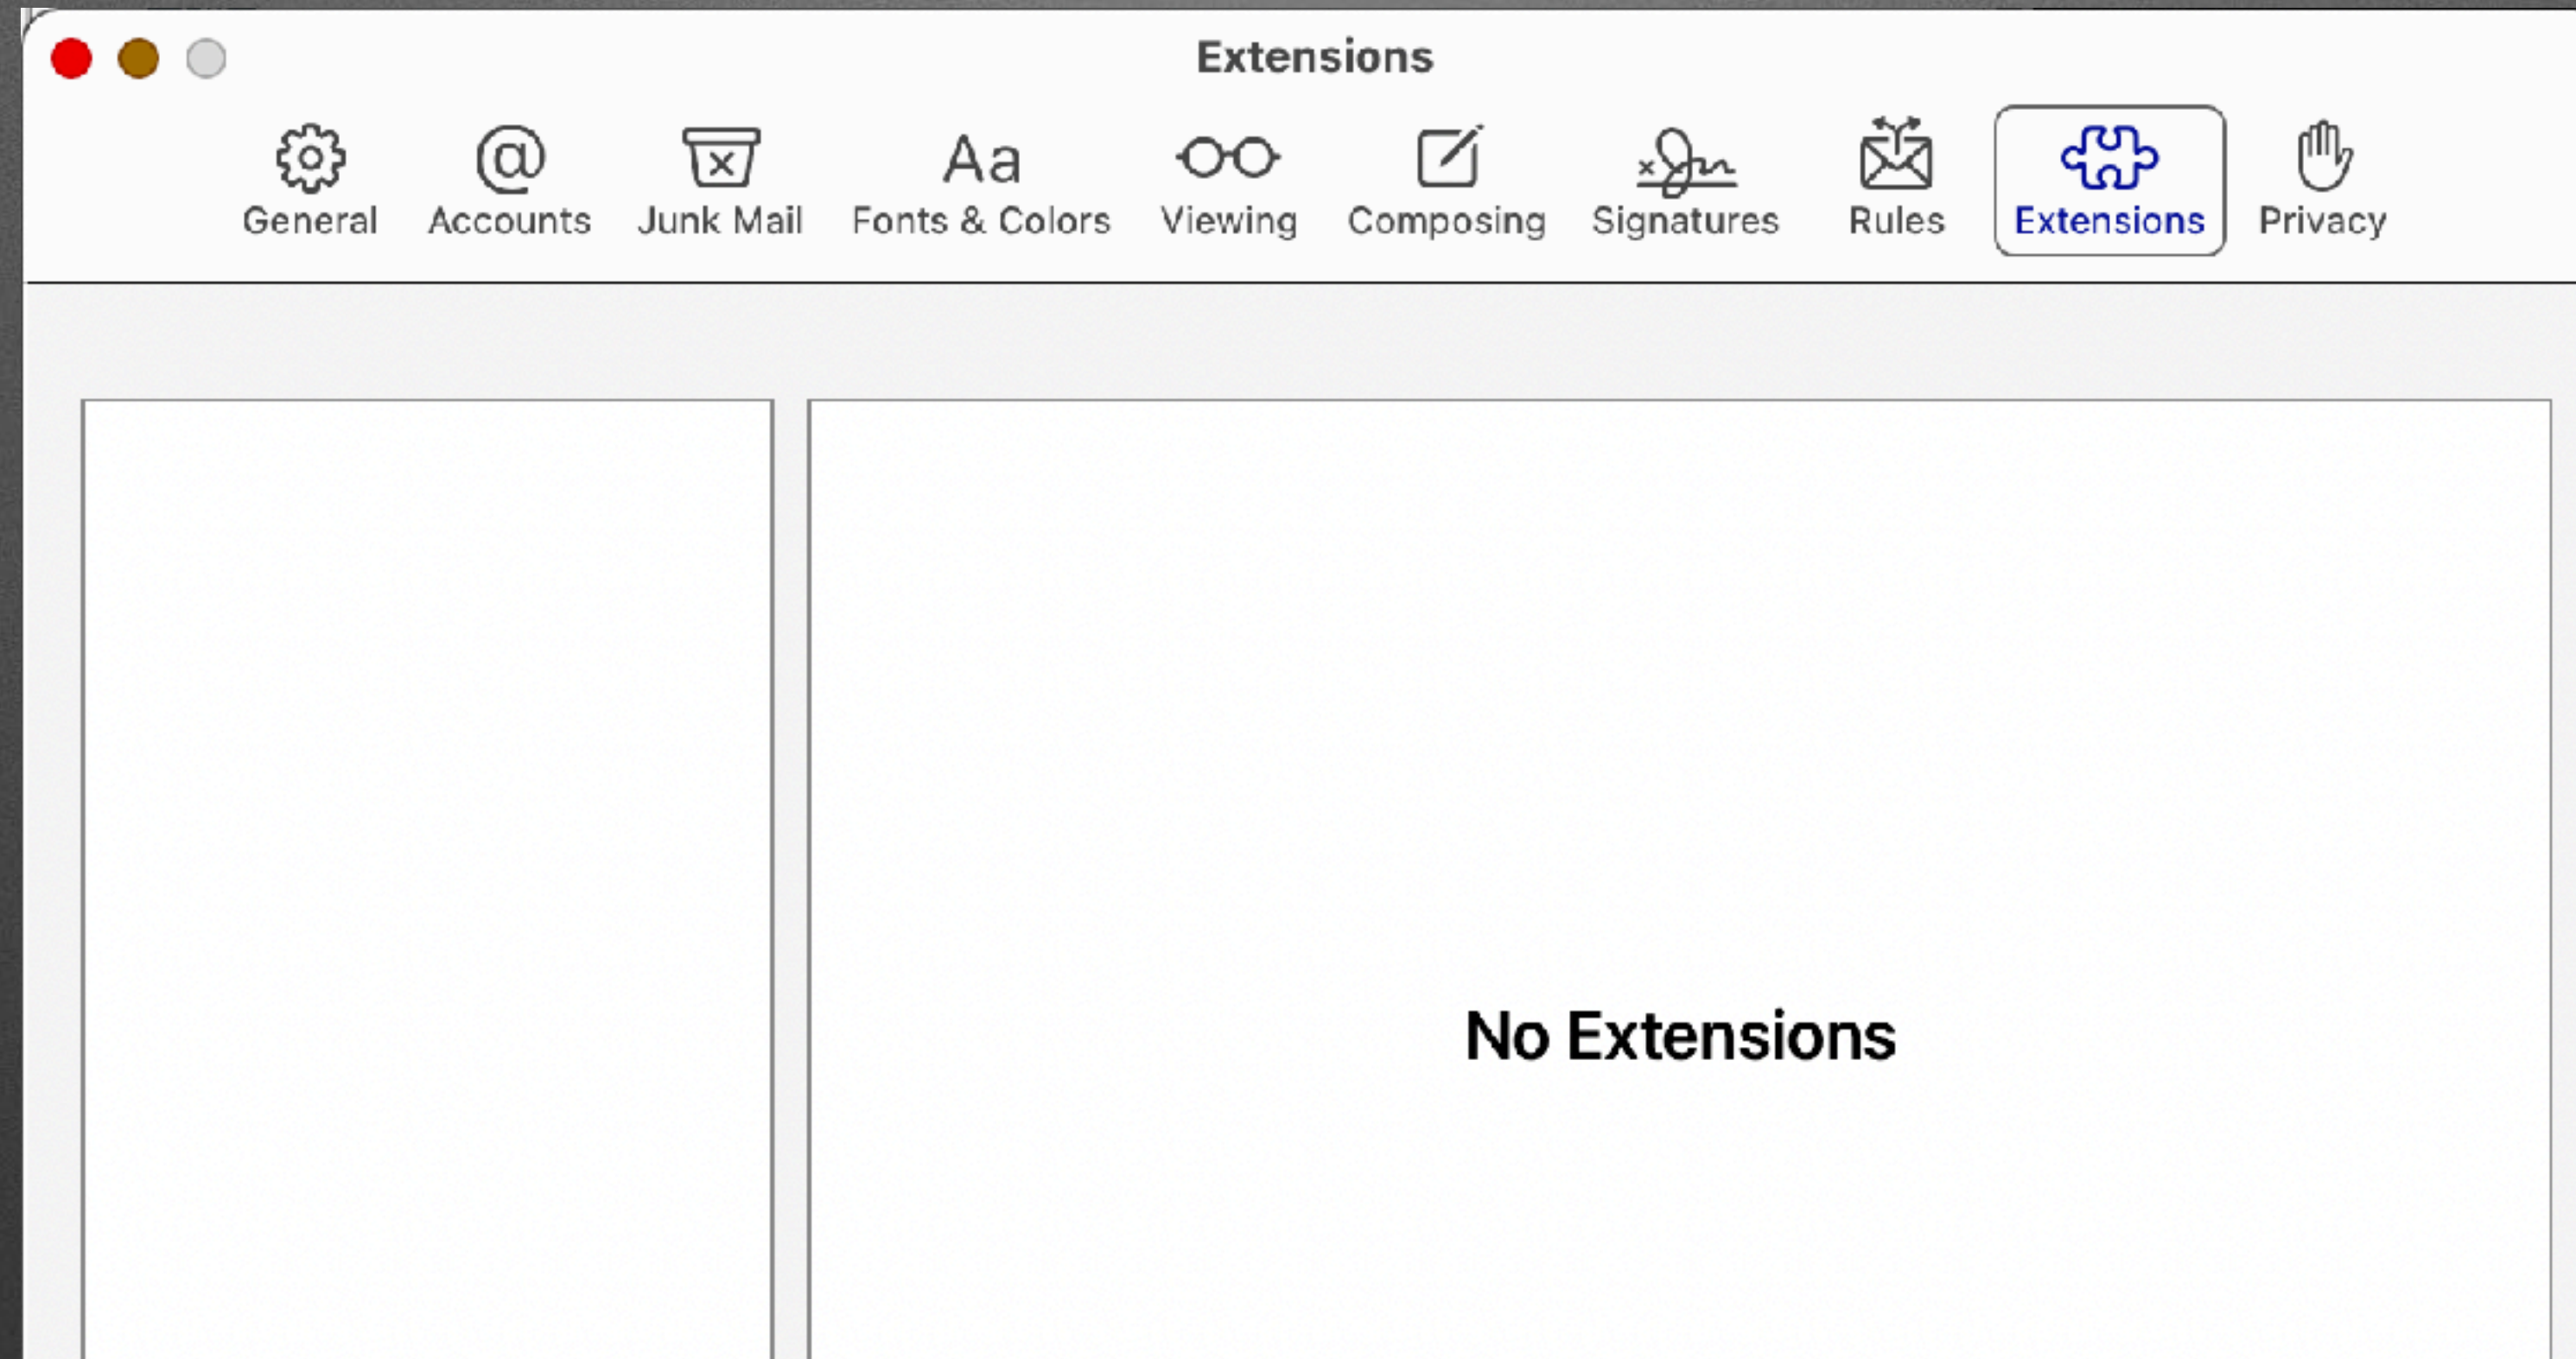 Extensions
General Accounts Junk Mail Fonts & Colors Viewing Composing Signatures Rules Extensions Privacy
No Extensions